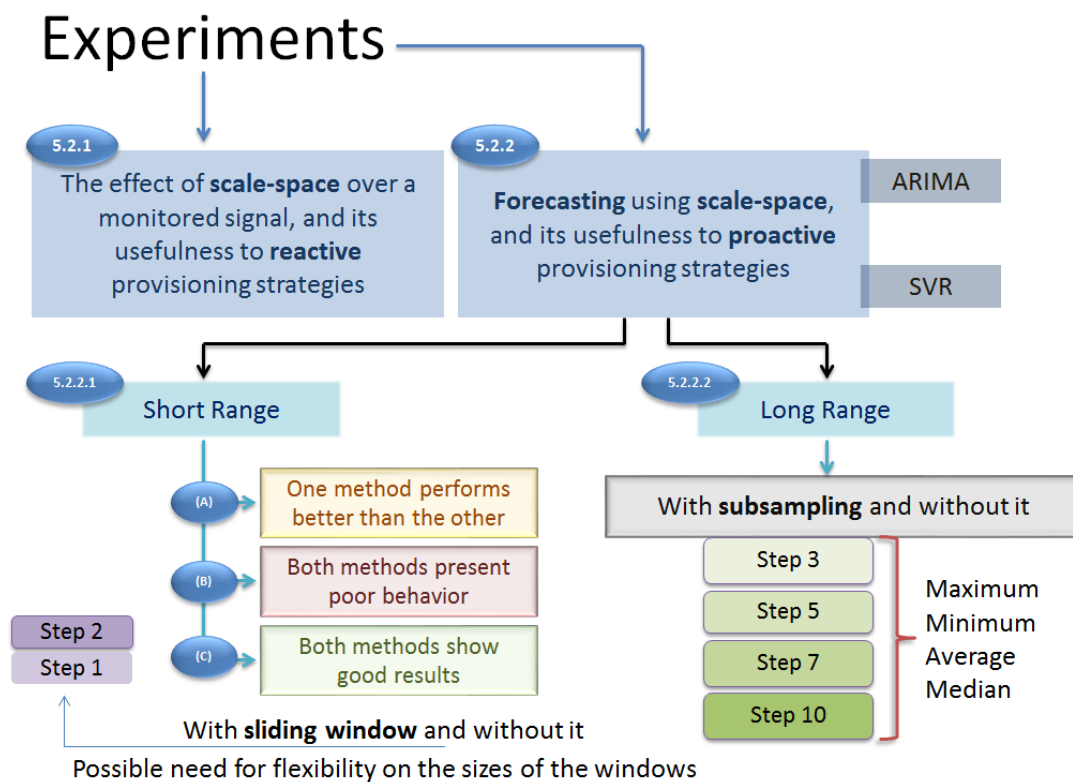 Experiments
5.2.1
The effect of scale-space over a
monitored signal, and its
usefulness to reactive
provisioning strategies
5.2.2
Forecasting using scale-space,
and its usefulness to proactive
provisioning strategies
ARIMA
SVR
5.2.2.1
Short Range
(A)
One method performs
better than the other
(B)
Both methods present
poor behavior
(C)
Both methods show
good results
Step 2
Step 1
With sliding window and without it
Possible need for flexibility on the sizes of the windows
5.2.2.2
Long Range
With subsampling and without it
Step 3
Step 5
Step 7
Step 10
Maximum
Minimum
Average
Median